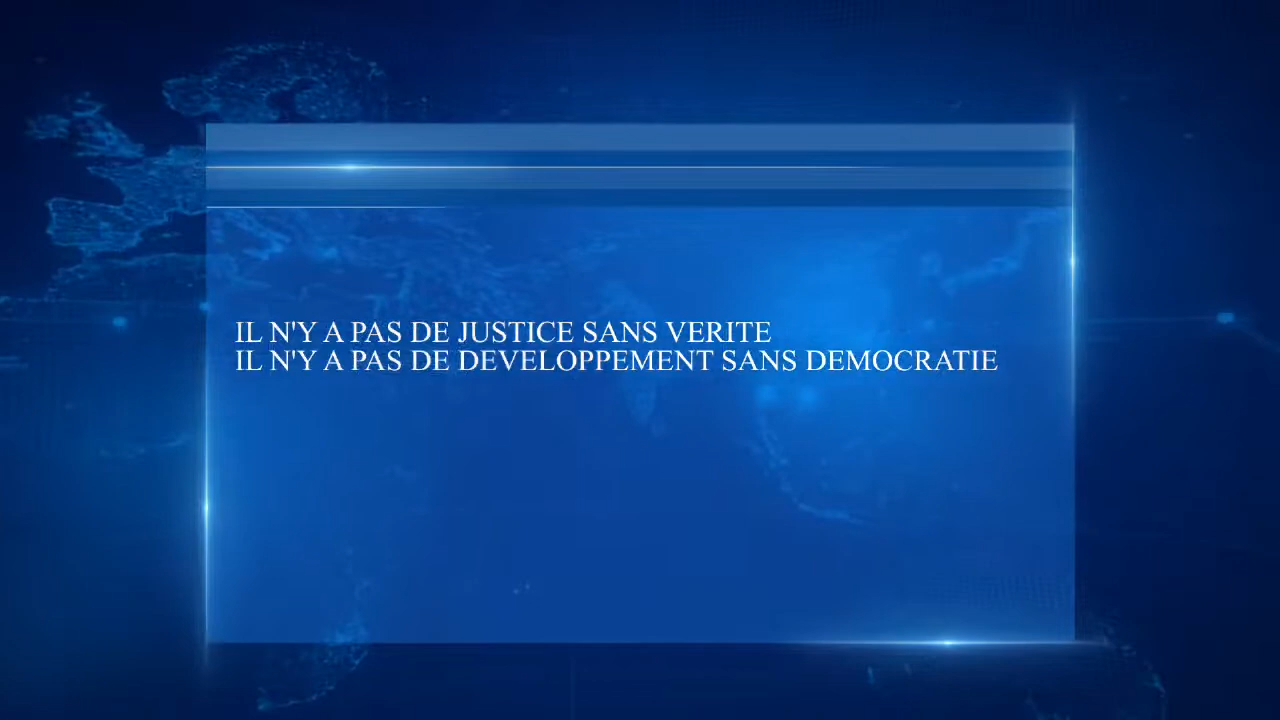 IL N'Y A PAS DE JUSTICE SANS VERITE
IL N'Y A PAS DE DEVELOPPEMENT SANS DEMOCRATIE